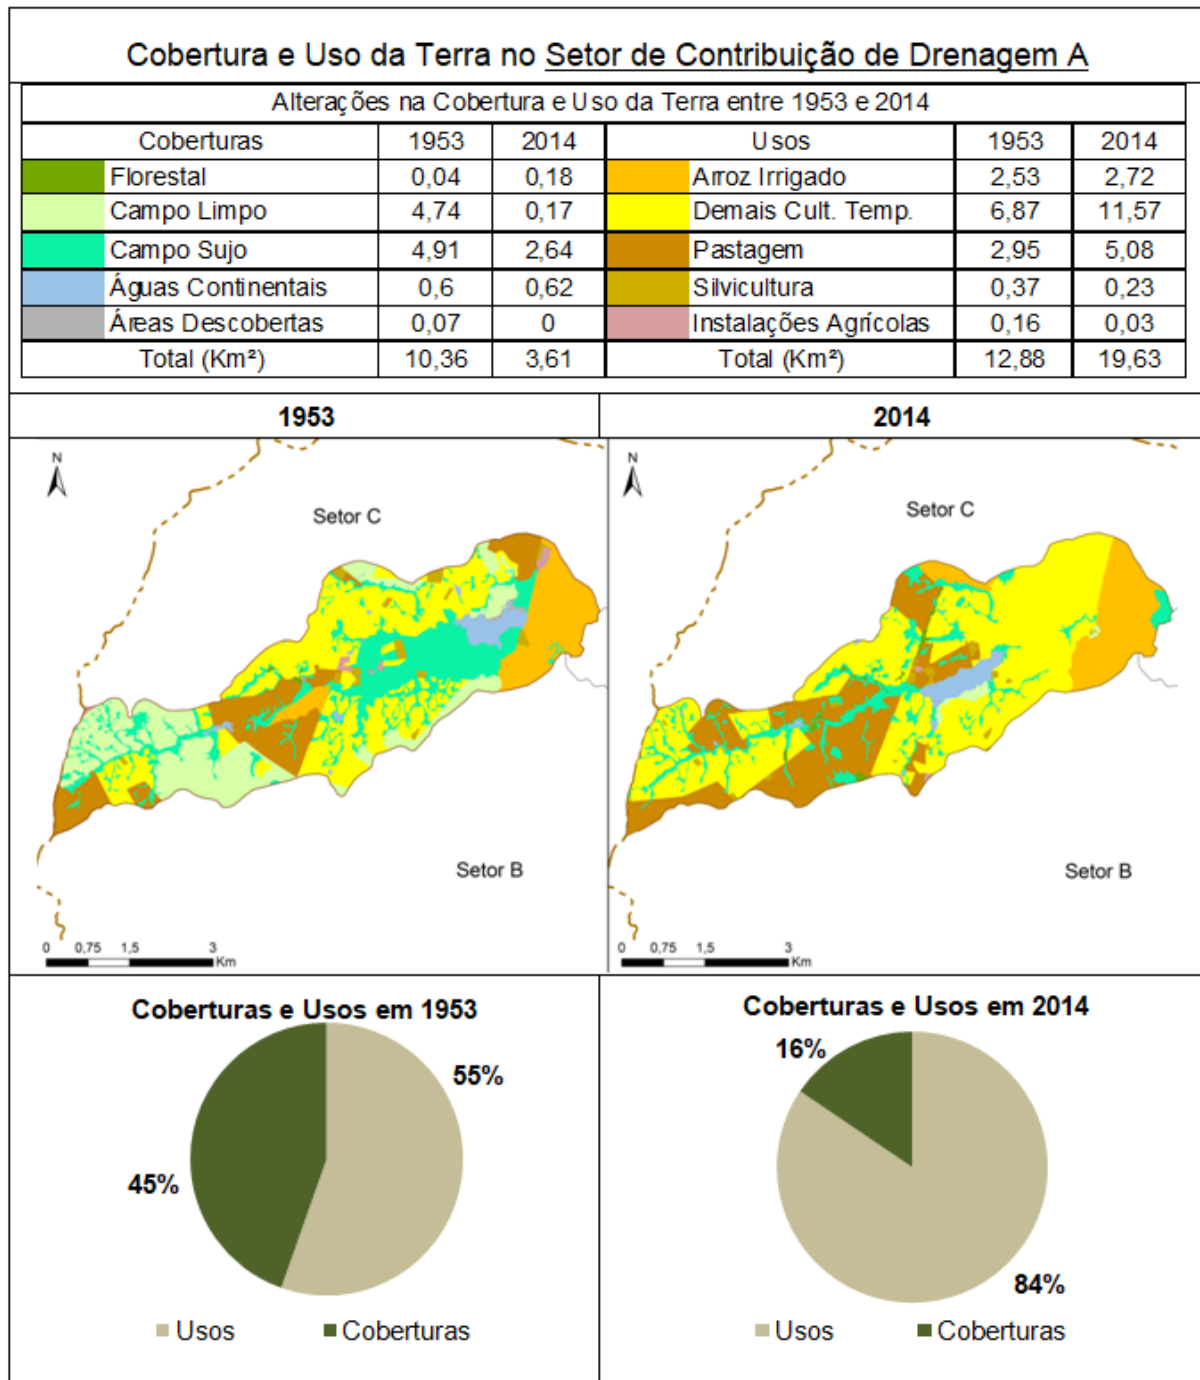 Cobertura e Uso da Terra no Setor de Contribuição de Drenagem A
Alterações na Cobertura e Uso da Terra entre 1953 e 2014
Coberturas 1953 2014 Usos 1953 2014
Florestal 0,04 0,18 Arroz Irrigado 2,53 2,72
Campo Limpo 4,74 0,17 Demais Cult. Temp. 6,87 11,57
Campo Sujo 4,91 2,64 Pastagem 2,95 5,08
Águas Continentais 0,6 0,62 Silvicultura 0,37 0,23
Áreas Descobertas 0,07 0 Instalações Agrícolas 0,16 0,03
Total (Km²) 10,36 3,61 Total (Km²) 12,88 19,63
1953 2014
N
Setor C
Setor B
0 0,75 1,5 3
Km
N
Setor C
Setor B
0 0,75 1,5 3
Km
Coberturas e Usos em 1953
55%
45%
Usos Coberturas
Coberturas e Usos em 2014
16%
84%
Usos Coberturas